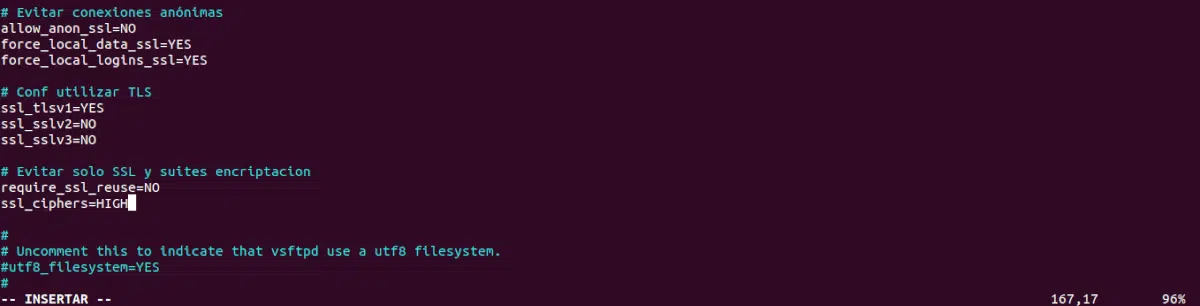 # Evitar conexiones anónimas
allow_anon_ssl=NO
force_local_data_ssl=YES
force_local_logins_ssl=YES
# Conf utilizar TLS
ssl_tlsv1=YES
ssl_sslv2=NO
ssl_sslv3=NO
# Evitar solo SSL y suites encriptacion
require_ssl_reuse=NO
ssl_ciphers=HIGH
#
# Uncomment this to indicate that vsftpd use a utf8 filesystem.
#utf8_filesystem=YES
#
-- INSERTAR -- 167,17 96%